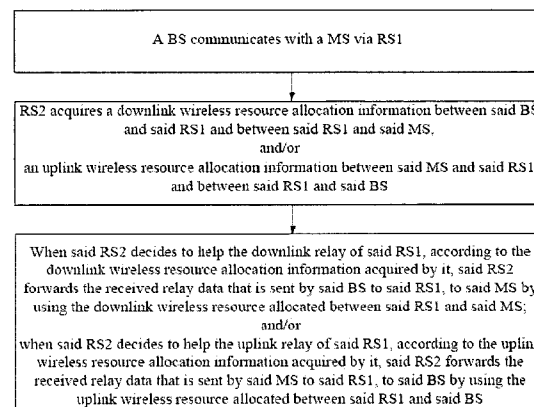 A BS communicates with a MS via RS1
RS2 acquires a downlink wireless resource allocation information between said BS
and said RS1 and between said RS1 and said MS,
and/or
an uplink wireless resource allocation information between said MS and said RS1
and between said RS1 and said BS
When said RS2 decides to help the downlink relay of said RS1, according to the
downlink wireless resource allocation information acquired by it, said RS2
forwards the received relay data that is sent by said BS to said RS1, to said MS by
using the downlink wireless resource allocated between said RS1 and said MS;
and/or
when said RS2 decides to help the uplink relay of said RS1, according to the uplink
wireless resource allocation information acquired by it, said RS2 forwards the
received relay data that is sent by said MS to said RS1, to said BS by using the
uplink wireless resource allocated between said RS1 and said BS